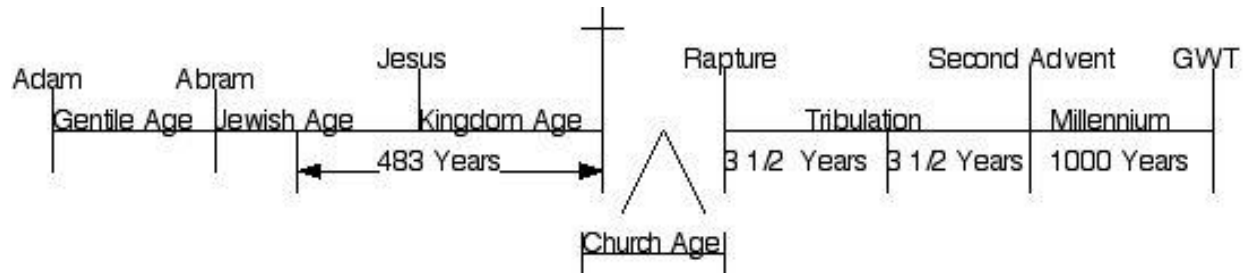 Jesus Rapture Second Advent GWT
Adam Abram
Gentile Age Jewish Age Kingdom Age Tribulation Millennium
483 Years 3 1/2 Years 3 1/2 Years 1000 Years
Church Age